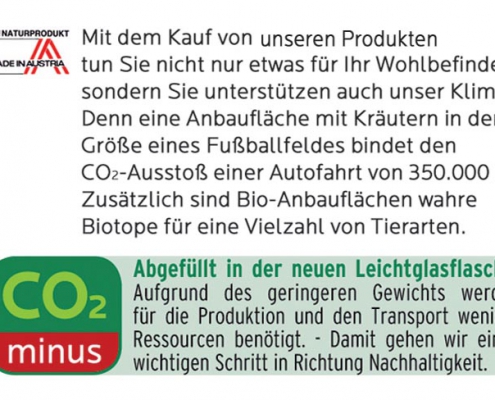 NATURPRODUKT
MADE IN AUSTRIA
Mit dem Kauf von unseren Produkten
tun Sie nicht nur etwas für Ihr Wohlbefinde
sondern Sie unterstützen auch unser Klim
Denn eine Anbaufläche mit Kräutern in der
Größe eines Fußballfeldes bindet den
CO₂-Ausstoß einer Autofahrt von 350.000
Zusätzlich sind Bio-Anbauflächen wahre
Biotope für eine Vielzahl von Tierarten.
CO₂
minus
Abgefüllt in der neuen Leichtglasflasch
Aufgrund des geringeren Gewichts werd
für die Produktion und den Transport weni
Ressourcen benötigt. - Damit gehen wir ein
wichtigen Schritt in Richtung Nachhaltigkeit.